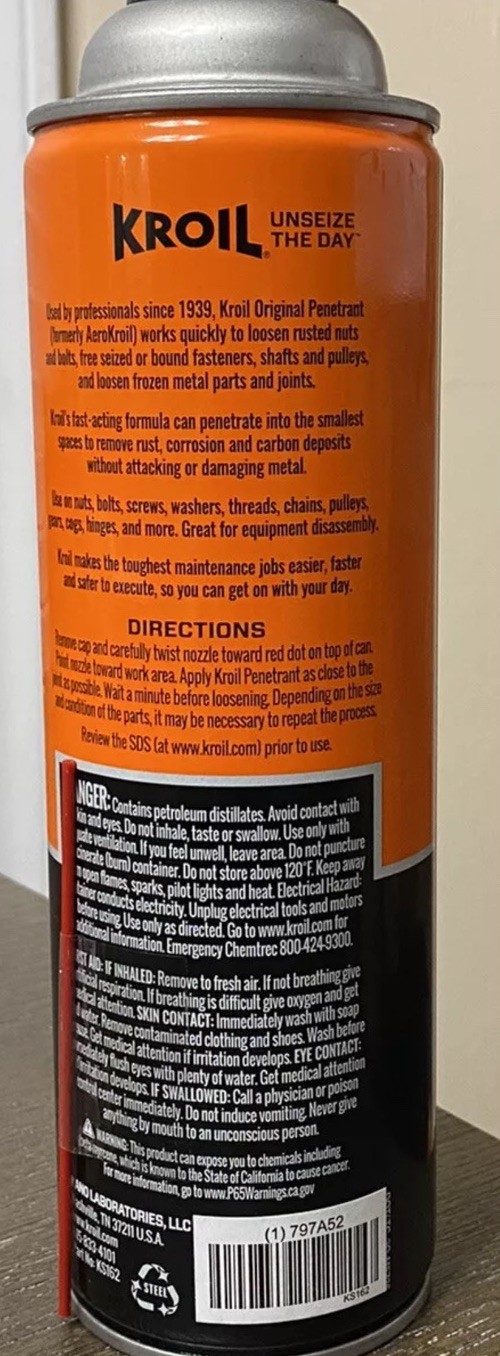 KROIL® UNSEIZE
THE DAY™
Used by professionals since 1939, Kroil Original Penetrant
(formerly AeroKroil) works quickly to loosen rusted nuts
and bolts, free seized or bound fasteners, shafts and pulleys,
and loosen frozen metal parts and joints.
Kroil's fast-acting formula can penetrate into the smallest
spaces to remove rust, corrosion and carbon deposits
without attacking or damaging metal.
Use on nuts, bolts, screws, washers, threads, chains, pulleys,
gears, cogs, hinges, and more. Great for equipment disassembly.
Kroil makes the toughest maintenance jobs easier, faster
and safer to execute, so you can get on with your day.
DIRECTIONS
Remove cap and carefully twist nozzle toward red dot on top of can.
Point nozzle toward work area. Apply Kroil Penetrant as close to the
joint as possible. Wait a minute before loosening. Depending on the size
and condition of the parts, it may be necessary to repeat the process.
Review the SDS (at www.kroil.com) prior to use.
NGER: Contains petroleum distillates. Avoid contact with
kin and eyes. Do not inhale, taste or swallow. Use only with
uate ventilation. If you feel unwell, leave area. Do not puncture
cinerate (burn) container. Do not store above 120°F. Keep away
m open flames, sparks, pilot lights and heat. Electrical Hazard:
tainer conducts electricity. Unplug electrical tools and motors
before using. Use only as directed. Go to www.kroil.com for
additional information. Emergency Chemtrec 800-424-9300.
ST AID: IF INHALED: Remove to fresh air. If not breathing give
tificial respiration. If breathing is difficult give oxygen and get
edical attention. SKIN CONTACT: Immediately wash with soap
d water. Remove contaminated clothing and shoes. Wash before
use. Get medical attention if irritation develops. EYE CONTACT:
mediately flush eyes with plenty of water. Get medical attention
irritation develops. IF SWALLOWED: Call a physician or poison
control center immediately. Do not induce vomiting. Never give
anything by mouth to an unconscious person.
WARNING: This product can expose you to chemicals including
which is known to the State of California to cause cancer.
For more information, go to www.P65Warnings.ca.gov
ANO LABORATORIES, LLC
shville, TN 37211 U.S.A.
www.kroil.com
15-833-4101
art No: KS162
STEEL
(1) 797A52
KS162